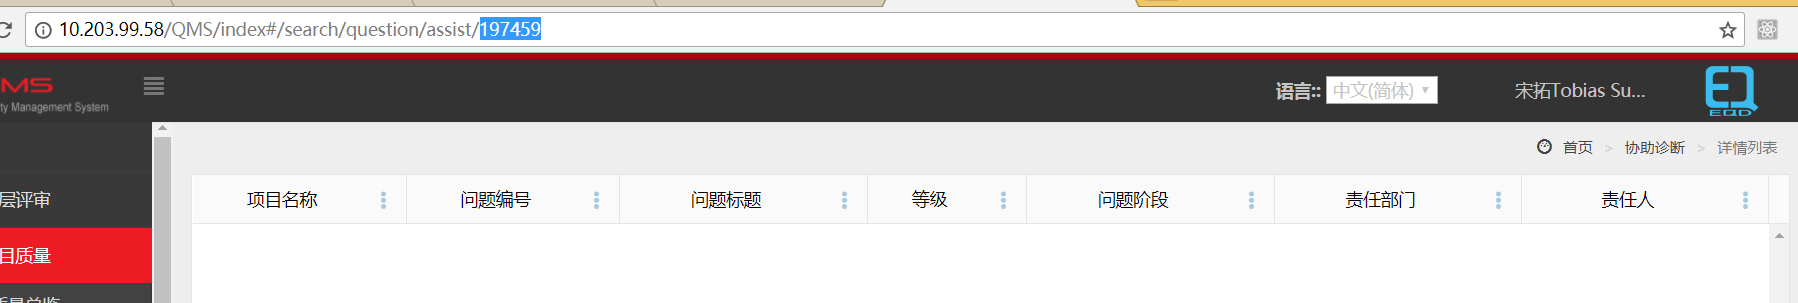 10.203.99.58/QMS/index#/search/question/assist/197459
MS
ty Management System
语言:: 中文(简体)
宋拓Tobias Su...
EQ
EQD
首页 > 协助诊断 > 详情列表
层评审
目质量
项目名称 问题编号 问题标题 等级 问题阶段 责任部门 责任人